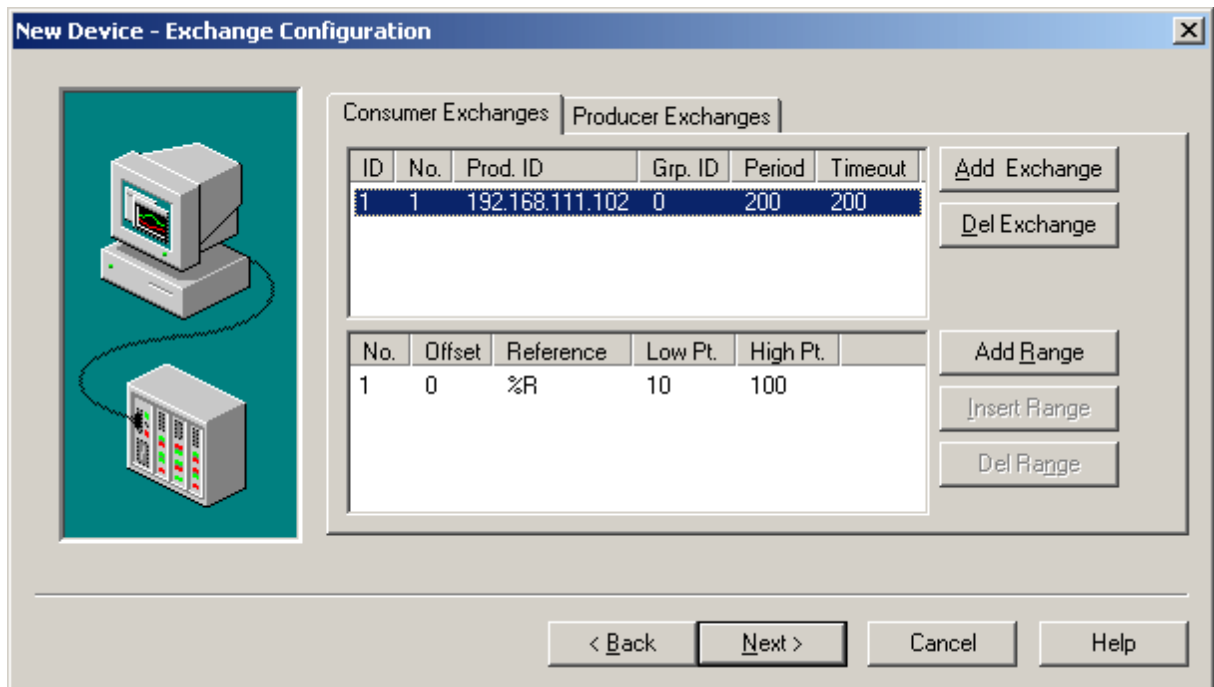 New Device - Exchange Configuration
Consumer Exchanges Producer Exchanges
ID No. Prod. ID Grp. ID Period Timeout
1 1 192.168.111.102 0 200 200
Add Exchange
Del Exchange
No. Offset Reference Low Pt. High Pt.
1 0 %R 10 100
Add Range
Insert Range
Del Range
< Back Next > Cancel Help